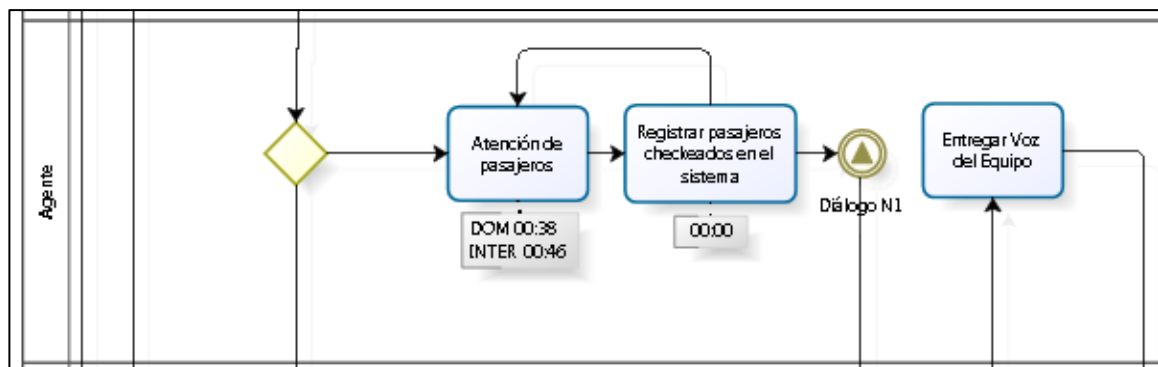 Agente
Atención de
pasajeros
Registrar pasajeros
checkeados en el
sistema
Entregar Voz
del Equipo
Diálogo N1
DOM 00:38
INTER 00:46
00:00